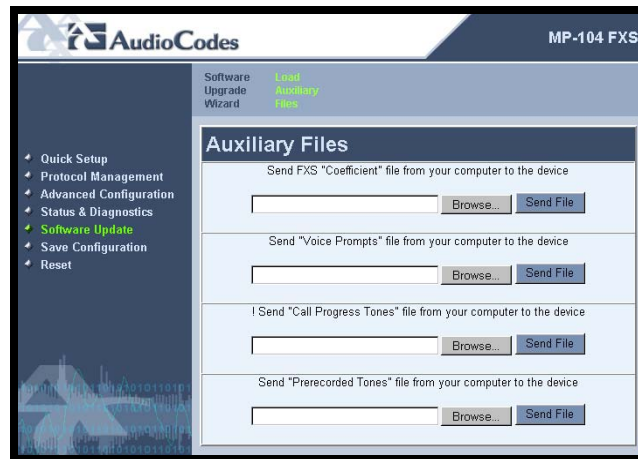 AudioCodes
MP-104 FXS
Software Upgrade Wizard
Load Auxiliary Files
Quick Setup
Protocol Management
Advanced Configuration
Status & Diagnostics
Software Update
Save Configuration
Reset
Auxiliary Files
Send FXS "Coefficient" file from your computer to the device
Browse... Send File
Send "Voice Prompts" file from your computer to the device
Browse... Send File
! Send "Call Progress Tones" file from your computer to the device
Browse... Send File
Send "Prerecorded Tones" file from your computer to the device
Browse... Send File